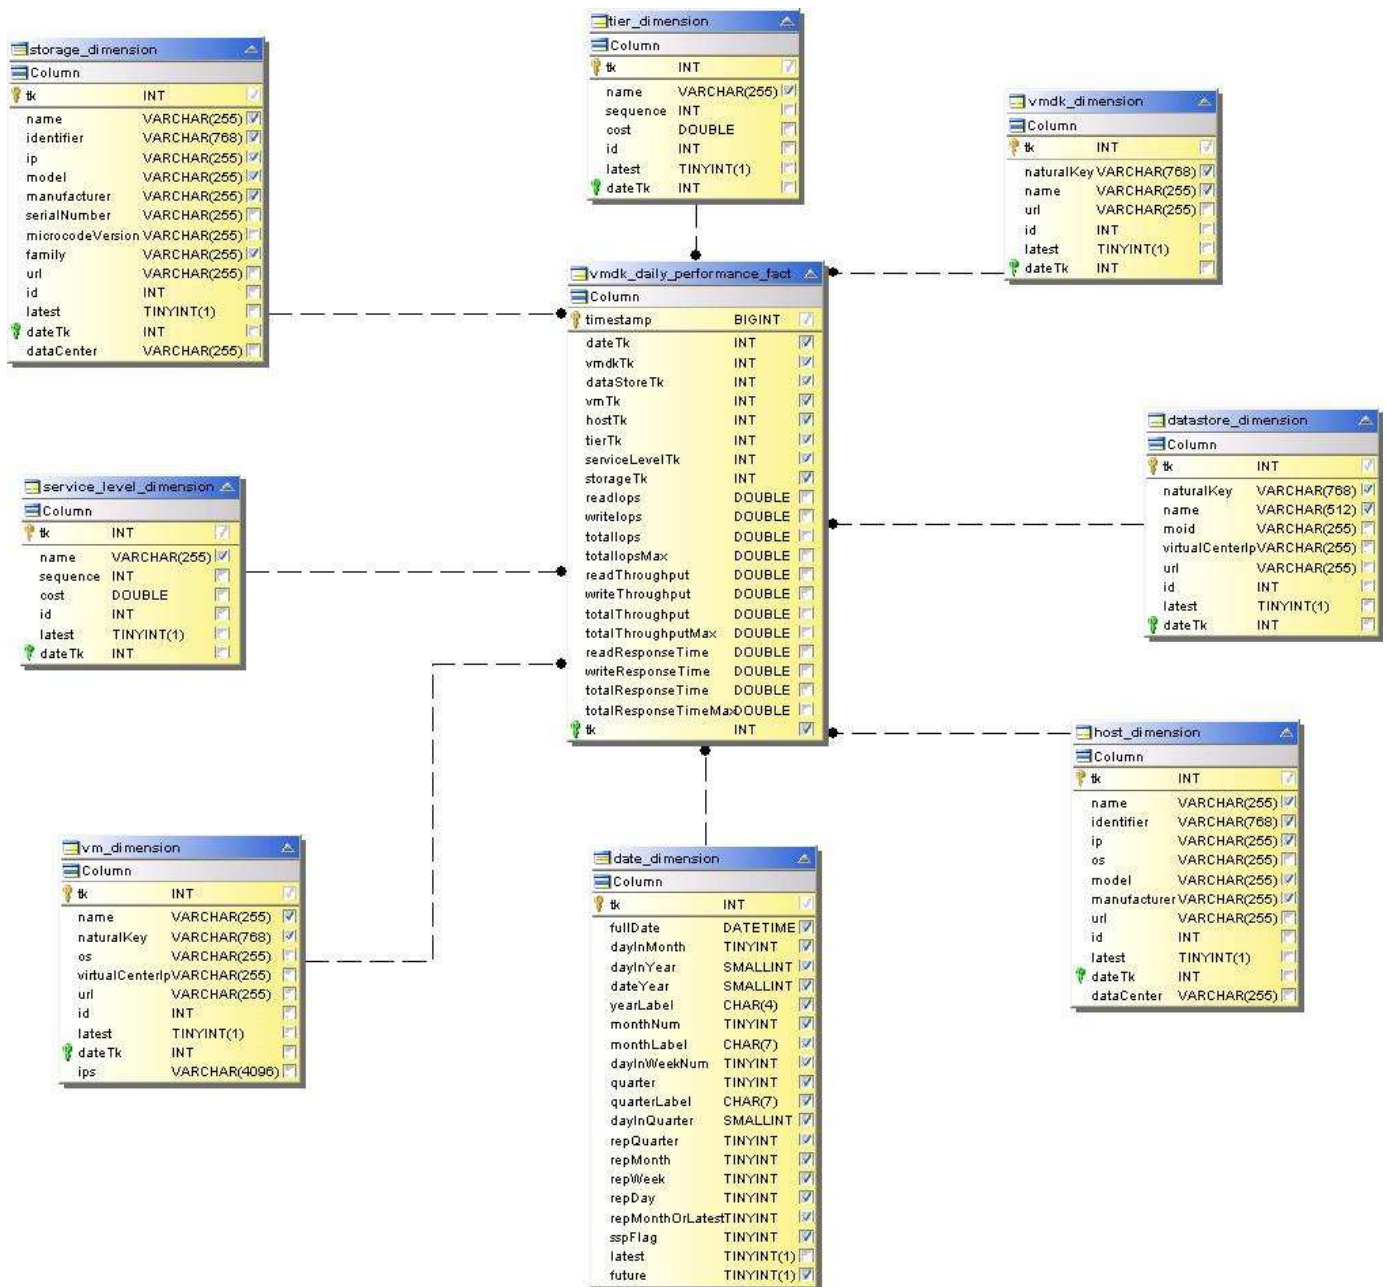 tier_dimension
Column
tk INT
name VARCHAR(255)
sequence INT
cost DOUBLE
id INT
latest TINYINT(1)
dateTk INT
storage_dimension
Column
tk INT
name VARCHAR(255)
identifier VARCHAR(768)
ip VARCHAR(255)
model VARCHAR(255)
manufacturer VARCHAR(255)
serialNumber VARCHAR(255)
microcodeVersion VARCHAR(255)
family VARCHAR(255)
url VARCHAR(255)
id INT
latest TINYINT(1)
dateTk INT
dataCenter VARCHAR(255)
vmdk_dimension
Column
tk INT
naturalKey VARCHAR(768)
name VARCHAR(255)
url VARCHAR(255)
id INT
latest TINYINT(1)
dateTk INT
vmdk_daily_performance_fact
Column
timestamp BIGINT
dateTk INT
vmdkTk INT
dataStoreTk INT
vmTk INT
hostTk INT
tierTk INT
serviceLevelTk INT
storageTk INT
readIops DOUBLE
writeIops DOUBLE
totalIops DOUBLE
totalIopsMax DOUBLE
readThroughput DOUBLE
writeThroughput DOUBLE
totalThroughput DOUBLE
totalThroughputMax DOUBLE
readResponseTime DOUBLE
writeResponseTime DOUBLE
totalResponseTime DOUBLE
totalResponseTimeMax DOUBLE
tk INT
datastore_dimension
Column
tk INT
naturalKey VARCHAR(768)
name VARCHAR(512)
moid VARCHAR(255)
virtualCenterIp VARCHAR(255)
url VARCHAR(255)
id INT
latest TINYINT(1)
dateTk INT
service_level_dimension
Column
tk INT
name VARCHAR(255)
sequence INT
cost DOUBLE
id INT
latest TINYINT(1)
dateTk INT
host_dimension
Column
tk INT
name VARCHAR(255)
identifier VARCHAR(768)
ip VARCHAR(255)
os VARCHAR(255)
model VARCHAR(255)
manufacturer VARCHAR(255)
url VARCHAR(255)
id INT
latest TINYINT(1)
dateTk INT
dataCenter VARCHAR(255)
vm_dimension
Column
tk INT
name VARCHAR(255)
naturalKey VARCHAR(768)
os VARCHAR(255)
virtualCenterIp VARCHAR(255)
url VARCHAR(255)
id INT
latest TINYINT(1)
dateTk INT
ips VARCHAR(4096)
date_dimension
Column
tk INT
fullDate DATETIME
dayInMonth TINYINT
dayInYear SMALLINT
dateYear SMALLINT
yearLabel CHAR(4)
monthNum TINYINT
monthLabel CHAR(7)
dayInWeekNum TINYINT
quarter TINYINT
quarterLabel CHAR(7)
dayInQuarter SMALLINT
repQuarter TINYINT
repMonth TINYINT
repWeek TINYINT
repDay TINYINT
repMonthOrLatest TINYINT
sspFlag TINYINT
latest TINYINT(1)
future TINYINT(1)